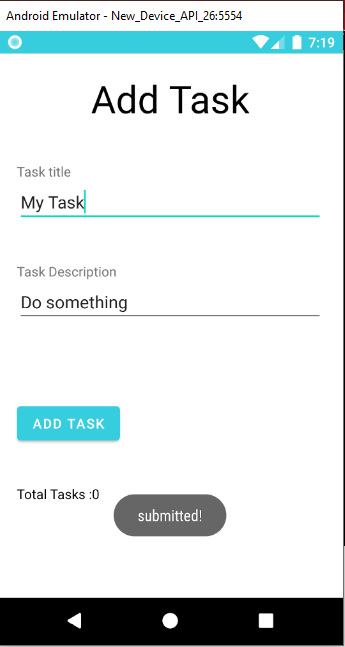 Android Emulator - New_Device_API_26:5554
7:19
Add Task
Task title
My Task
Task Description
Do something
ADD TASK
Total Tasks :0
submitted!